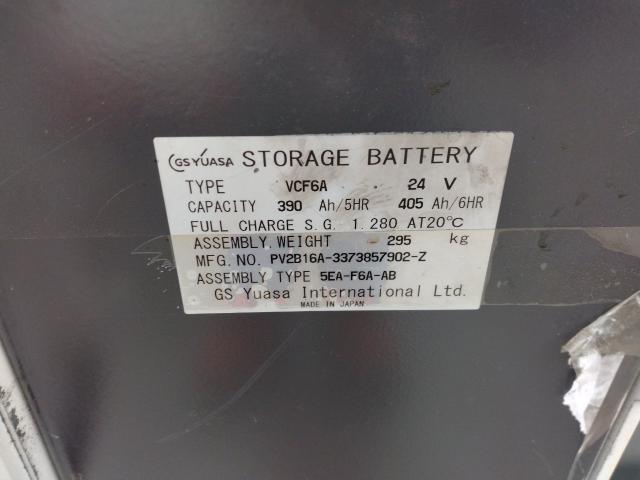 GS YUASA STORAGE BATTERY
TYPE VCF6A 24 V
CAPACITY 390 Ah/5HR 405 Ah/6HR
FULL CHARGE S.G. 1.280 AT20°C
ASSEMBLY.WEIGHT 295 kg
MFG.NO. PV2B16A-3373857902-Z
ASSEMBLY TYPE 5EA-F6A-AB
GS Yuasa International Ltd.
MADE IN JAPAN